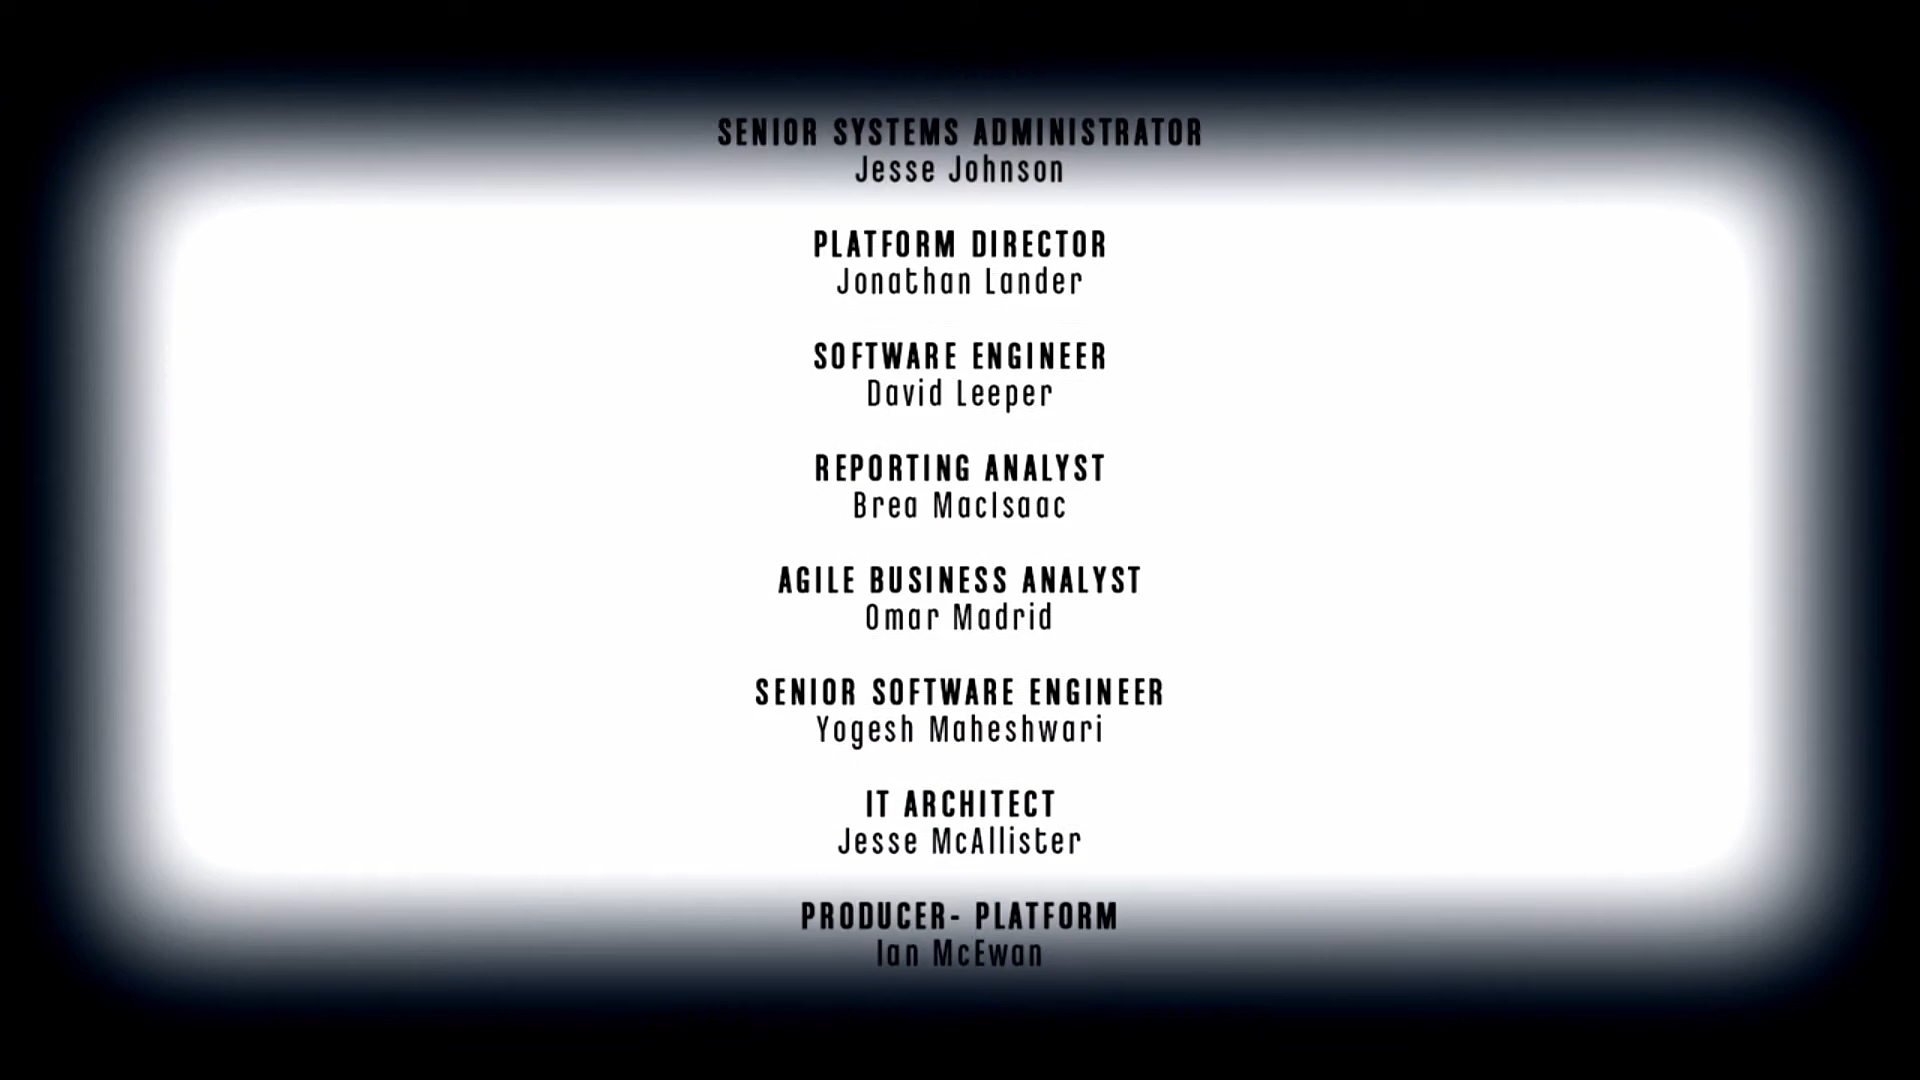 SENIOR SYSTEMS ADMINISTRATOR
Jesse Johnson
PLATFORM DIRECTOR
Jonathan Lander
SOFTWARE ENGINEER
David Leeper
REPORTING ANALYST
Brea MacIsaac
AGILE BUSINESS ANALYST
Omar Madrid
SENIOR SOFTWARE ENGINEER
Yogesh Maheshwari
IT ARCHITECT
Jesse McAllister
PRODUCER- PLATFORM
Ian McEwan